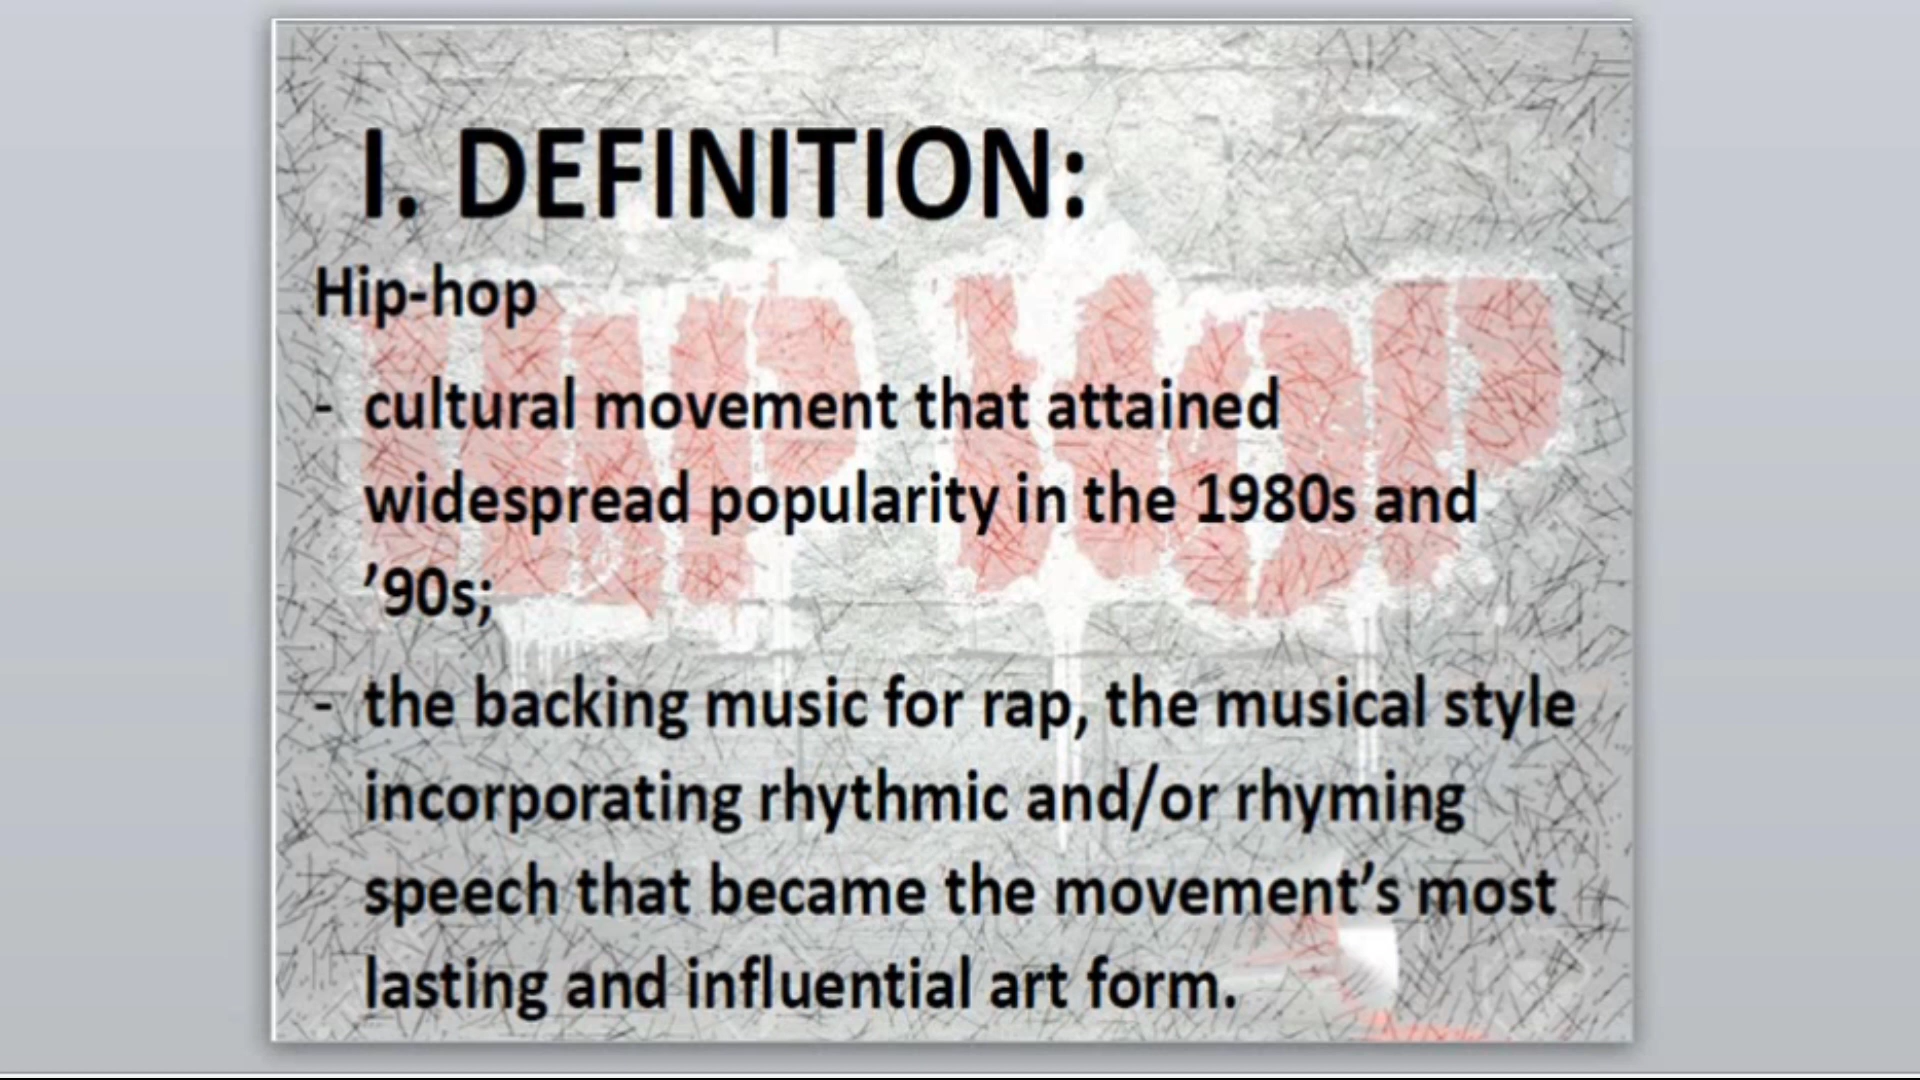 I. DEFINITION:
Hip-hop
- cultural movement that attained
widespread popularity in the 1980s and
’90s;
- the backing music for rap, the musical style
incorporating rhythmic and/or rhyming
speech that became the movement’s most
lasting and influential art form.
HIP HOP